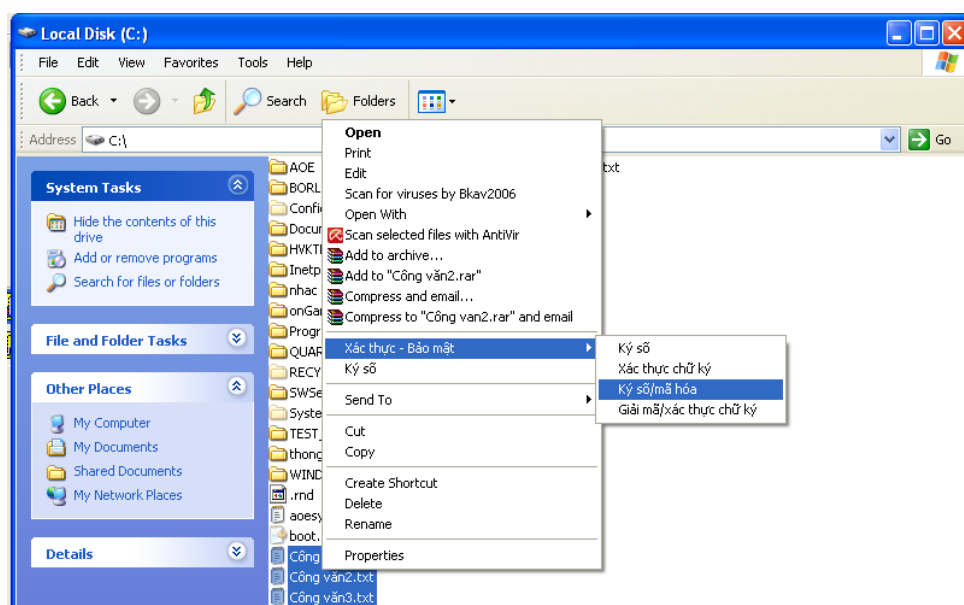 Local Disk (C:)
File Edit View Favorites Tools Help
Back Search Folders
Address C:\ Go
System Tasks
Hide the contents of this
drive
Add or remove programs
Search for files or folders
File and Folder Tasks
Other Places
My Computer
My Documents
Shared Documents
My Network Places
Details
AOE
BORL
Confi
Docur
HVKTI
Inetp
nhac
onGar
Progr
QUAR
RECY
SWSe
Syste
TEST_
thong
WIND
.rnd
aoesy
boot.
Công
Công văn2.txt
Công văn3.txt
txt
Open
Print
Edit
Scan for viruses by Bkav2006
Open With
Scan selected files with AntiVir
Add to archive...
Add to "Công văn2.rar"
Compress and email...
Compress to "Công van2.rar" and email
Xác thực - Bảo mật
Ký số
Send To
Cut
Copy
Create Shortcut
Delete
Rename
Properties
Ký số
Xác thực chữ ký
Ký số/mã hóa
Giải mã/xác thực chữ ký